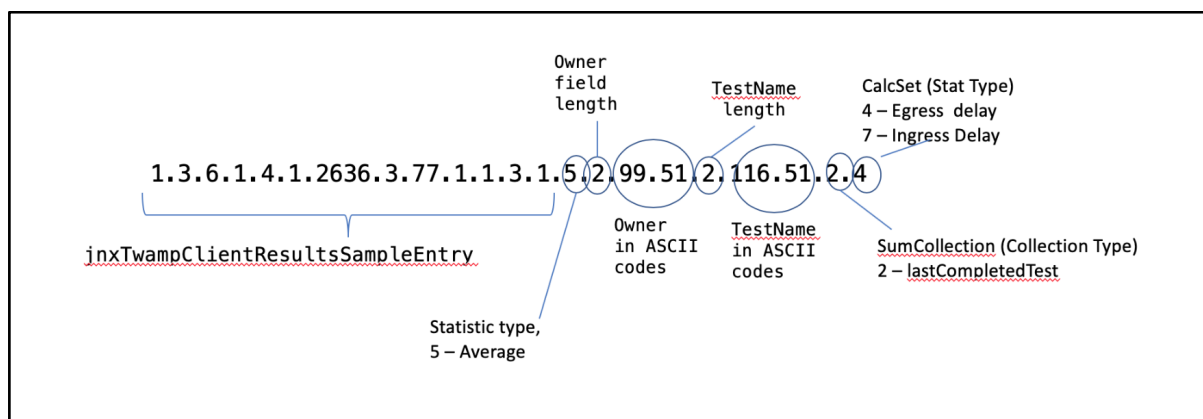 Owner
field
length
TestName
length
CalcSet (Stat Type)
4 – Egress delay
7 – Ingress Delay
1.3.6.1.4.1.2636.3.77.1.1.3.1.5.2.99.51.2.116.51.2.4
jnxTwampClientResultsSampleEntry
Owner
in ASCII
codes
TestName
in ASCII
codes
SumCollection (Collection Type)
2 – lastCompletedTest
Statistic type,
5 – Average